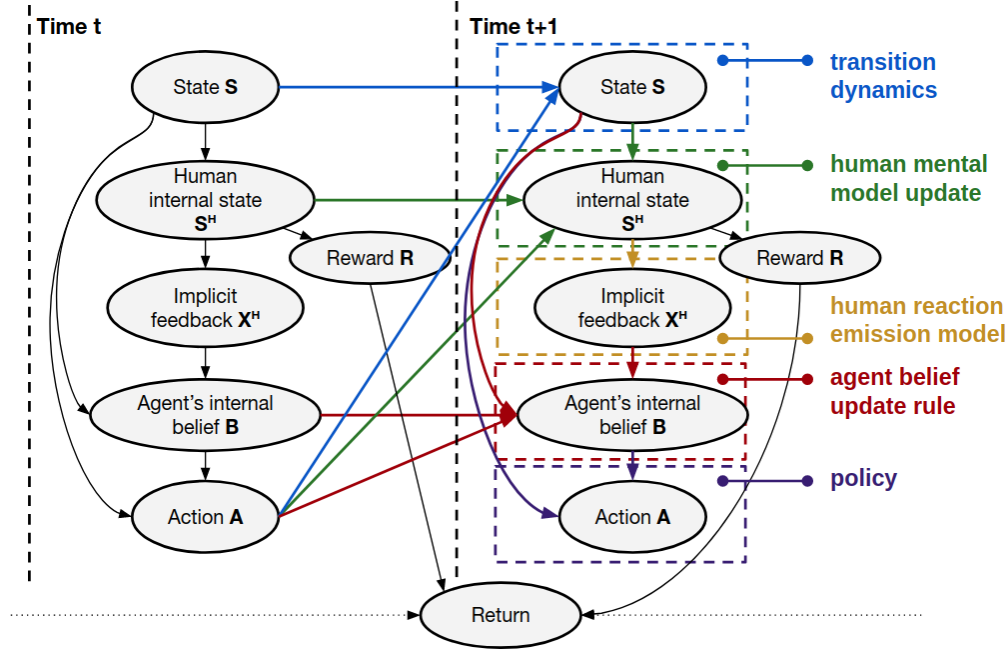 Time t
State S
Human
internal state
Sᴴ
Reward R
Implicit
feedback Xᴴ
Agent's internal
belief B
Action A
Time t+1
State S
Human
internal state
Sᴴ
Reward R
Implicit
feedback Xᴴ
Agent's internal
belief B
Action A
Return
transition
dynamics
human mental
model update
human reaction
emission model
agent belief
update rule
policy